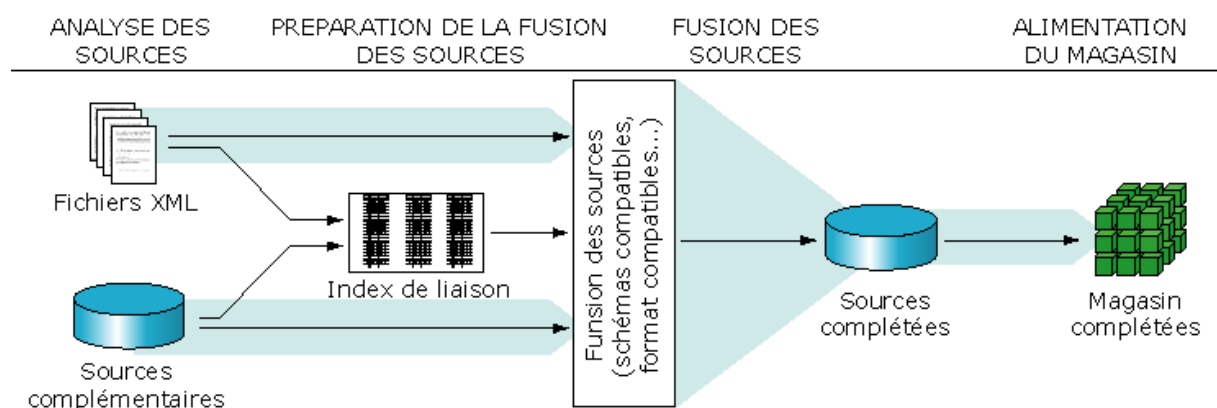 ANALYSE DES
SOURCES
PREPARATION DE LA FUSION
DES SOURCES
FUSION DES
SOURCES
ALIMENTATION
DU MAGASIN
Fichiers XML
Index de liaison
Sources
complémentaires
Funsion des sources
(schémas compatibles,
format compatibles...)
Sources
complétées
Magasin
complétées